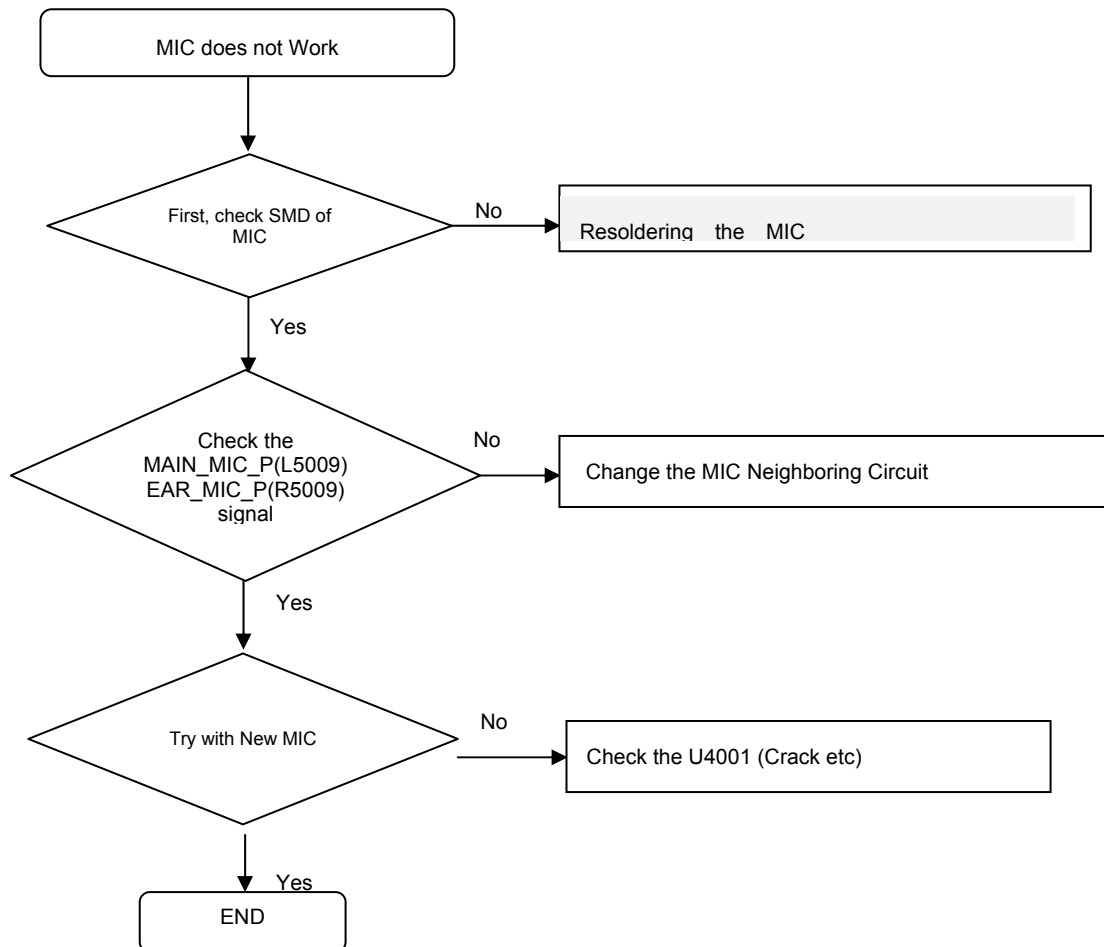 MIC does not Work
First, check SMD of
MIC
No
Resoldering the MIC
Yes
Check the
MAIN_MIC_P(L5009)
EAR_MIC_P(R5009)
signal
No
Change the MIC Neighboring Circuit
Yes
Try with New MIC
No
Check the U4001 (Crack etc)
Yes
END